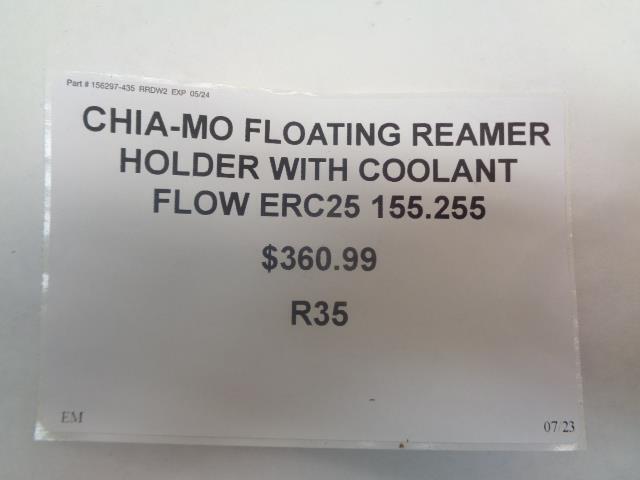 Part # 156297-435 RRDW2 EXP 05/24
CHIA-MO FLOATING REAMER
HOLDER WITH COOLANT
FLOW ERC25 155.255
$360.99
R35
EM
07/23